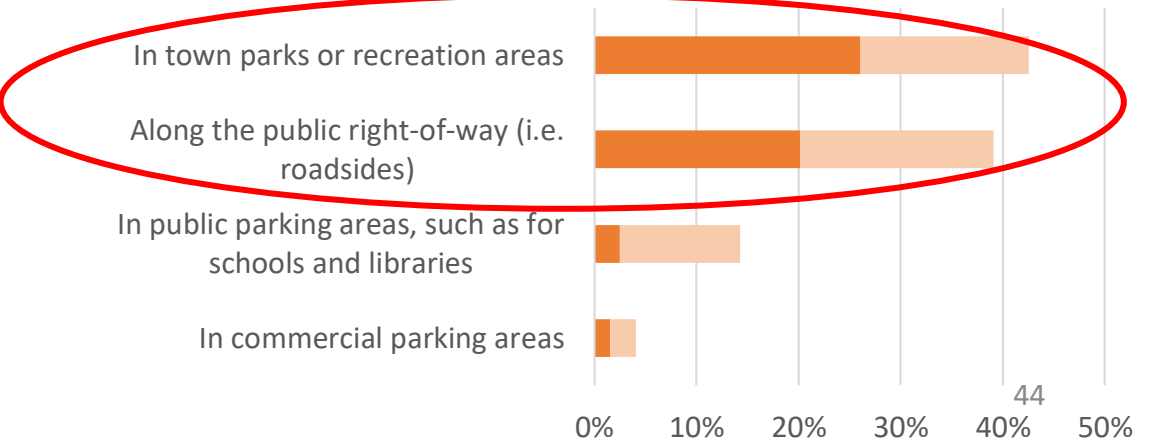 In town parks or recreation areas
Along the public right-of-way (i.e.
roadsides)
In public parking areas, such as for
schools and libraries
In commercial parking areas
44
0% 10% 20% 30% 40% 50%